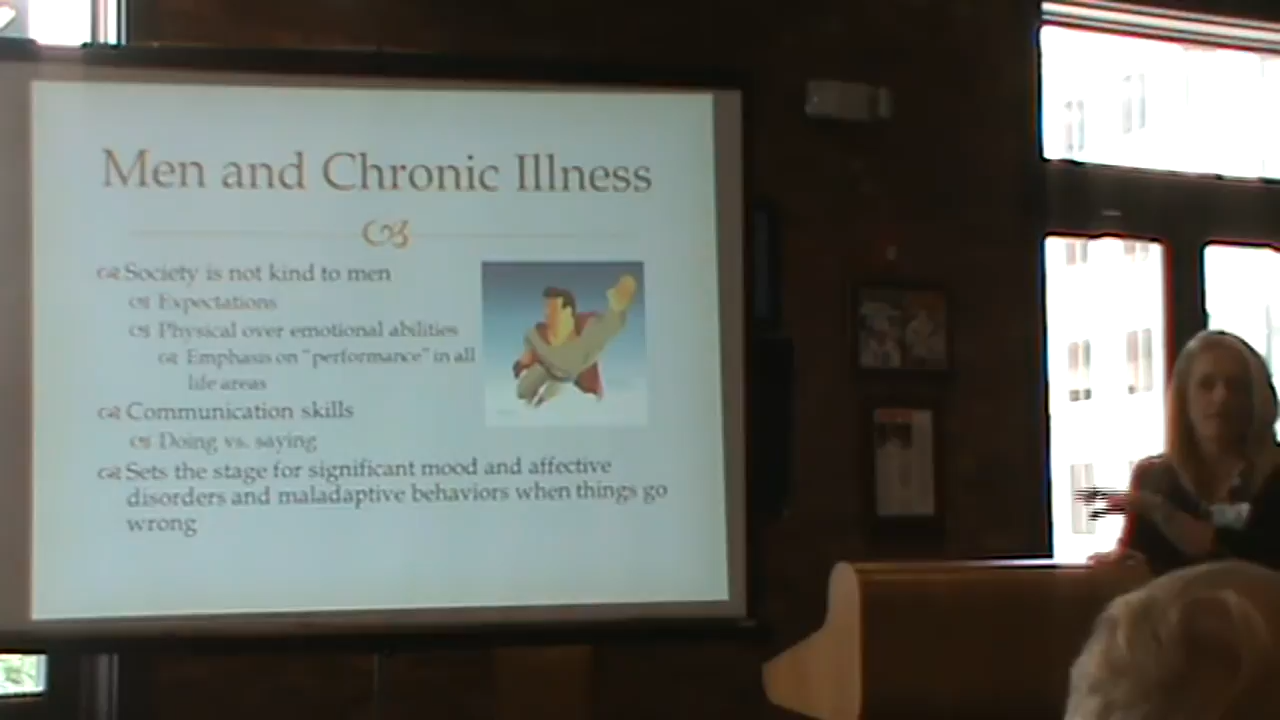 Men and Chronic Illness
Society is not kind to men
Expectations
Physical over emotional abilities
Emphasis on "performance" in all
life areas
Communication skills
Doing vs. saying
Sets the stage for significant mood and affective
disorders and maladaptive behaviors when things go
wrong